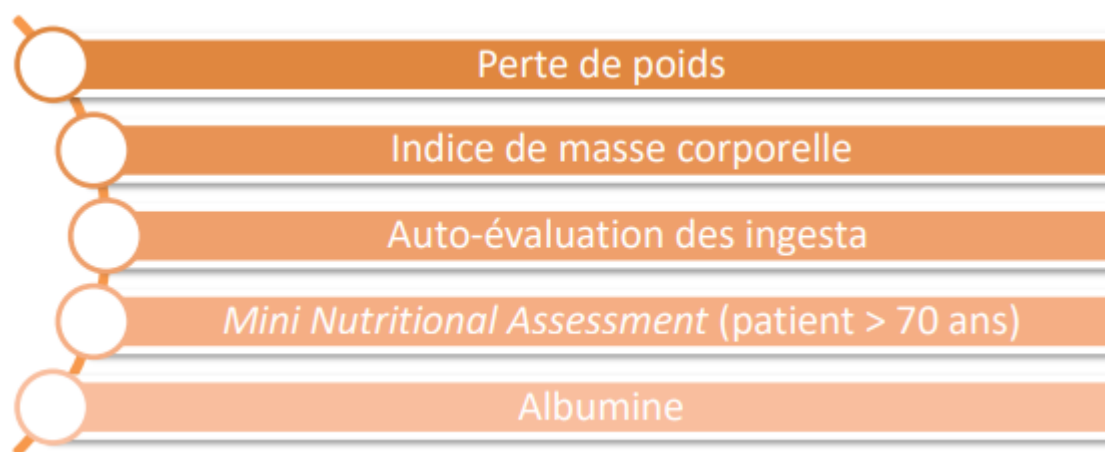 Perte de poids
Indice de masse corporelle
Auto-évaluation des ingesta
Mini Nutritional Assessment (patient > 70 ans)
Albumine